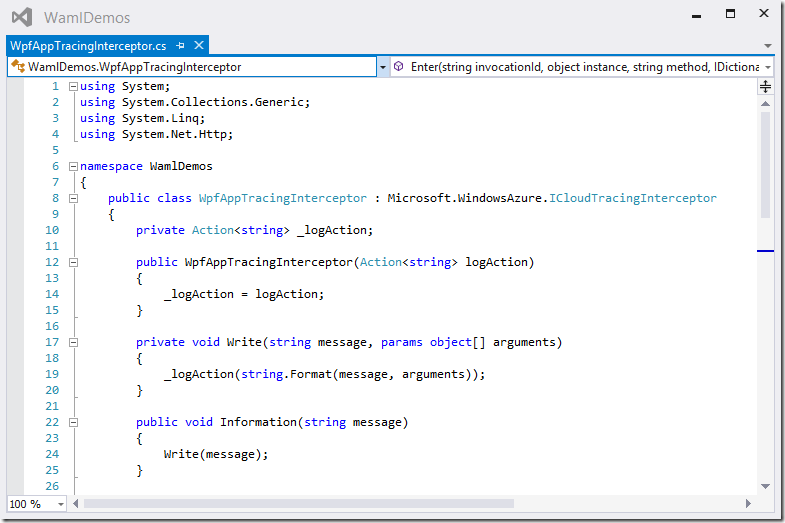 WamlDemos
WpfAppTracingInterceptor.cs
WamlDemos.WpfAppTracingInterceptor
Enter(string invocationId, object instance, string method, IDictiona
1 using System;
2 using System.Collections.Generic;
3 using System.Linq;
4 using System.Net.Http;
5
6 namespace WamlDemos
7 {
8 public class WpfAppTracingInterceptor : Microsoft.WindowsAzure.ICloudTracingInterceptor
9 {
10 private Action<string> _logAction;
11
12 public WpfAppTracingInterceptor(Action<string> logAction)
13 {
14 _logAction = logAction;
15 }
16
17 private void Write(string message, params object[] arguments)
18 {
19 _logAction(string.Format(message, arguments));
20 }
21
22 public void Information(string message)
23 {
24 Write(message);
25 }
26
100 %